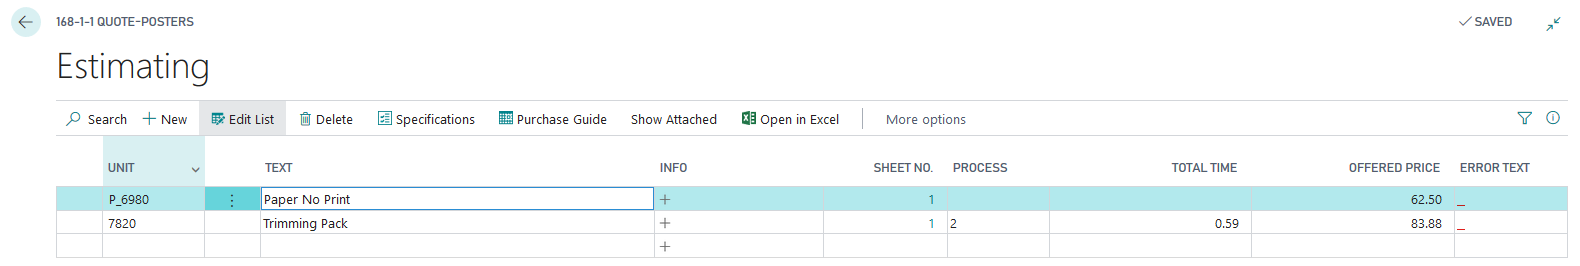 168-1-1 QUOTE-POSTERS SAVED
Estimating
Search New Edit List Delete Specifications Purchase Guide Show Attached Open in Excel More options
UNIT TEXT INFO SHEET NO. PROCESS TOTAL TIME OFFERED PRICE ERROR TEXT
P_6980 Paper No Print + 1 62.50 _
7820 Trimming Pack + 1 2 0.59 83.88 _
+